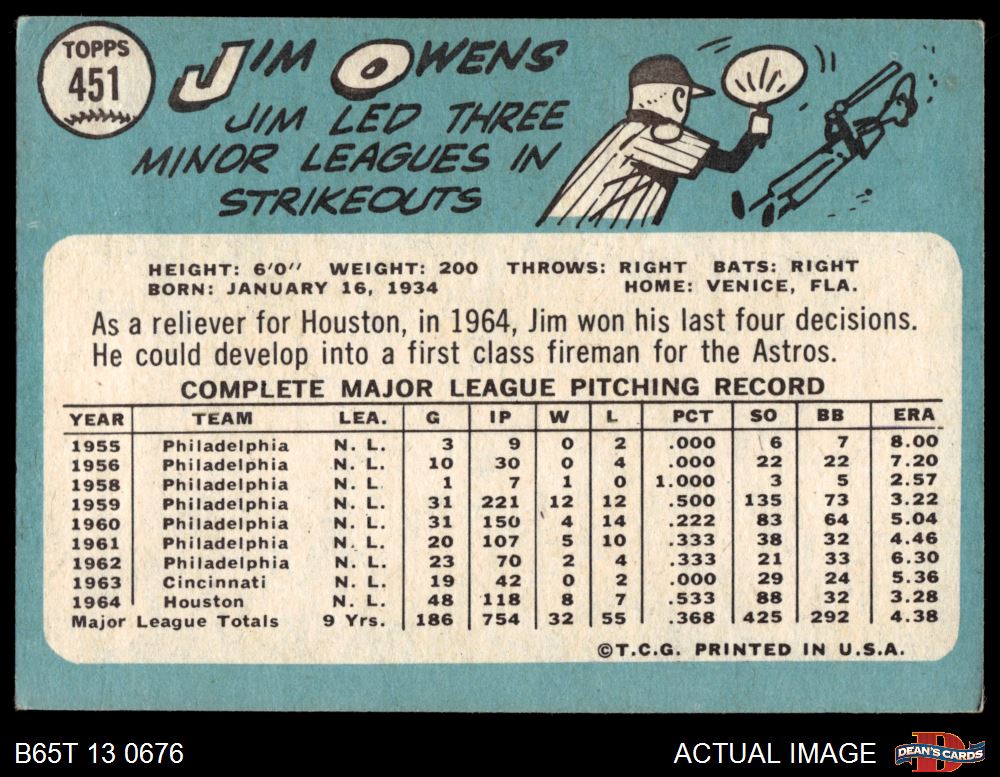 TOPPS
451
JIM OWENS
JIM LED THREE
MINOR LEAGUES IN
STRIKEOUTS
HEIGHT: 6'0" WEIGHT: 200 THROWS: RIGHT BATS: RIGHT
BORN: JANUARY 16, 1934 HOME: VENICE, FLA.
As a reliever for Houston, in 1964, Jim won his last four decisions.
He could develop into a first class fireman for the Astros.
COMPLETE MAJOR LEAGUE PITCHING RECORD
YEAR TEAM LEA. G IP W L PCT SO BB ERA
1955 Philadelphia N. L. 3 9 0 2 .000 6 7 8.00
1956 Philadelphia N. L. 10 30 0 4 .000 22 22 7.20
1958 Philadelphia N. L. 1 7 1 0 1.000 3 5 2.57
1959 Philadelphia N. L. 31 221 12 12 .500 135 73 3.22
1960 Philadelphia N. L. 31 150 4 14 .222 83 64 5.04
1961 Philadelphia N. L. 20 107 5 10 .333 38 32 4.46
1962 Philadelphia N. L. 23 70 2 4 .333 21 33 6.30
1963 Cincinnati N. L. 19 42 0 2 .000 29 24 5.36
1964 Houston N. L. 48 118 8 7 .533 88 32 3.28
Major League Totals 9 Yrs. 186 754 32 55 .368 425 292 4.38
©T.C.G. PRINTED IN U.S.A.
B65T 13 0676 ACTUAL IMAGE D DEAN'S CARDS